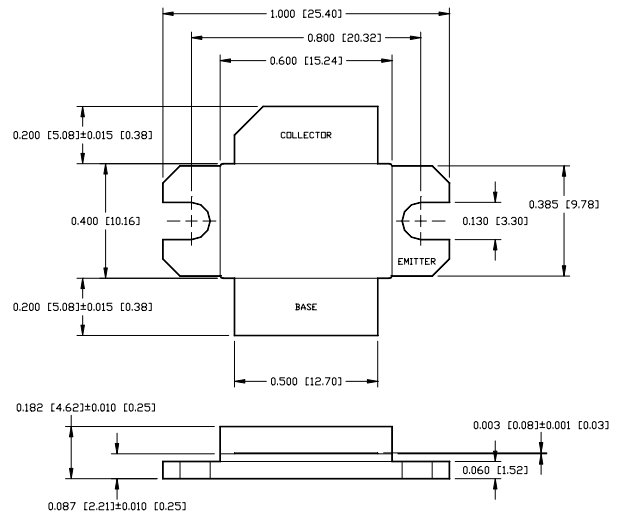 1.000 [25.40]
0.800 [20.32]
0.600 [15.24]
0.200 [5.08]±0.015 [0.38]
COLLECTOR
0.385 [9.78]
0.400 [10.16]
0.130 [3.30]
EMITTER
0.200 [5.08]±0.015 [0.38]
BASE
0.500 [12.70]
0.182 [4.62]±0.010 [0.25]
0.003 [0.08]±0.001 [0.03]
0.060 [1.52]
0.087 [2.21]±0.010 [0.25]